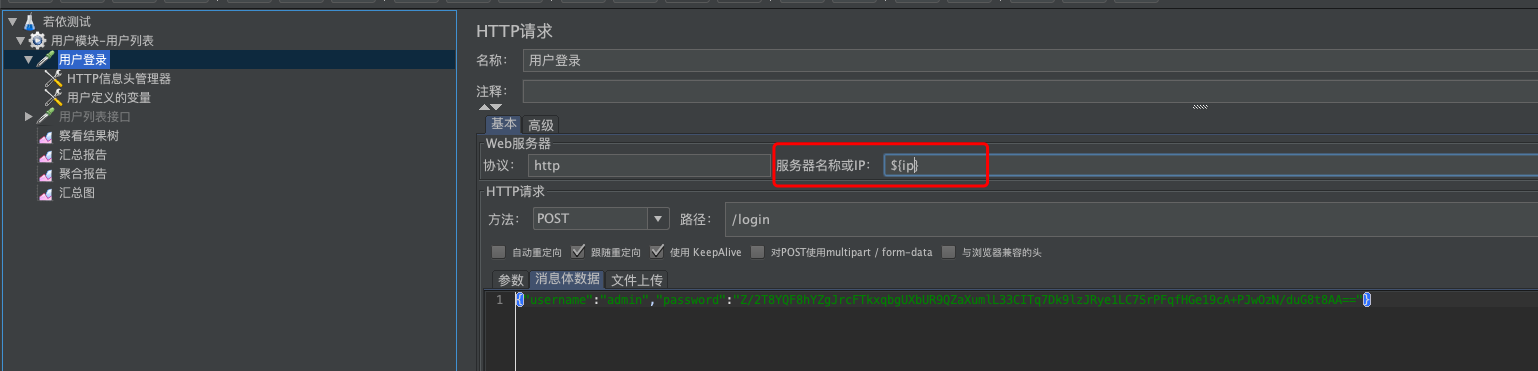 若依测试
用户模块-用户列表
用户登录
HTTP信息头管理器
用户定义的变量
用户列表接口
察看结果树
汇总报告
聚合报告
汇总图
HTTP请求
名称： 用户登录
注释：
基本 高级
Web服务器
协议： http 服务器名称或IP： ${ip}
HTTP请求
方法： POST 路径： /login
自动重定向 跟随重定向 使用 KeepAlive 对POST使用multipart / form-data 与浏览器兼容的头
参数 消息体数据 文件上传
1 {"username":"admin","password":"Z/2T8YQF8hYZgJrcFTkxqbgUXbUR9QZaXumlL33CITq7Dk9lzJRye1LC7SrPFqfHGe19cA+PJwOzN/duG8t8AA=="}